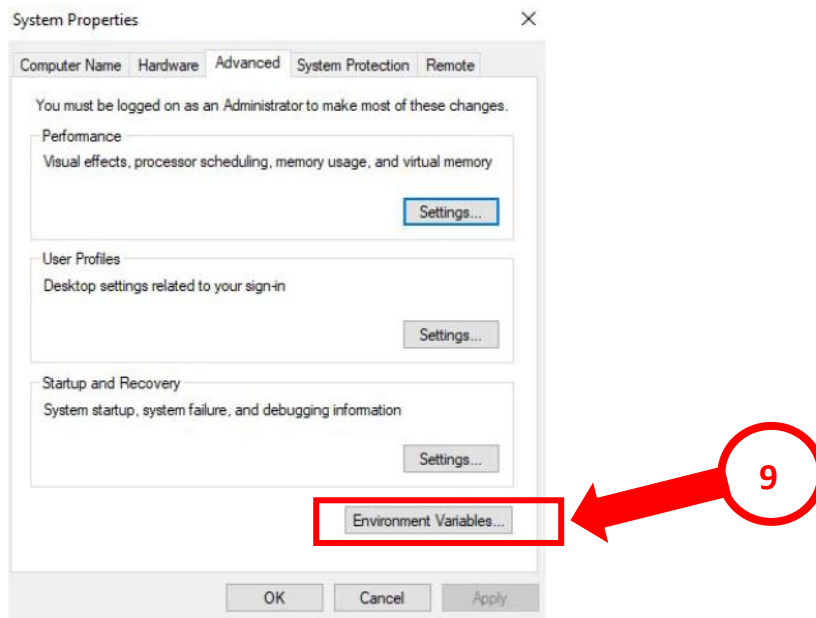 System Properties
Computer Name Hardware Advanced System Protection Remote
You must be logged on as an Administrator to make most of these changes.
Performance
Visual effects, processor scheduling, memory usage, and virtual memory
Settings...
User Profiles
Desktop settings related to your sign-in
Settings...
Startup and Recovery
System startup, system failure, and debugging information
Settings...
9
Environment Variables...
OK Cancel Apply